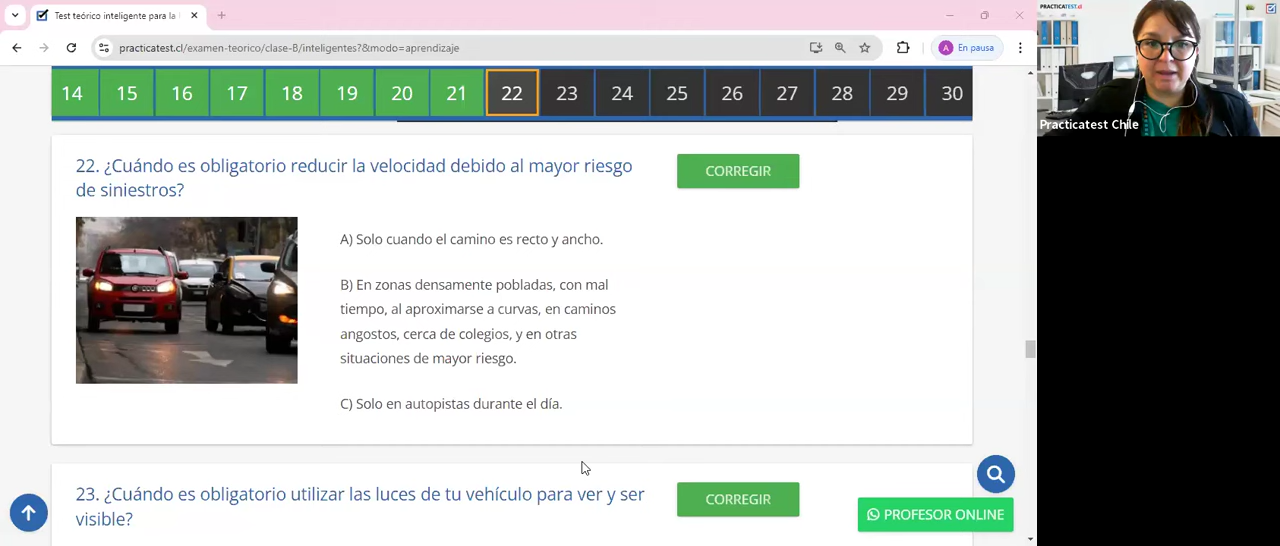 Test teórico inteligente para la
practicatest.cl/examen-teorico/clase-B/inteligentes?&modo=aprendizaje
A
En pausa
PRACTICATEST.cl
Practicatest Chile
14 15 16 17 18 19 20 21 22 23 24 25 26 27 28 29 30
22. ¿Cuándo es obligatorio reducir la velocidad debido al mayor riesgo
de siniestros?
CORREGIR
A) Solo cuando el camino es recto y ancho.
B) En zonas densamente pobladas, con mal
tiempo, al aproximarse a curvas, en caminos
angostos, cerca de colegios, y en otras
situaciones de mayor riesgo.
C) Solo en autopistas durante el día.
23. ¿Cuándo es obligatorio utilizar las luces de tu vehículo para ver y ser
visible?
CORREGIR
PROFESOR ONLINE